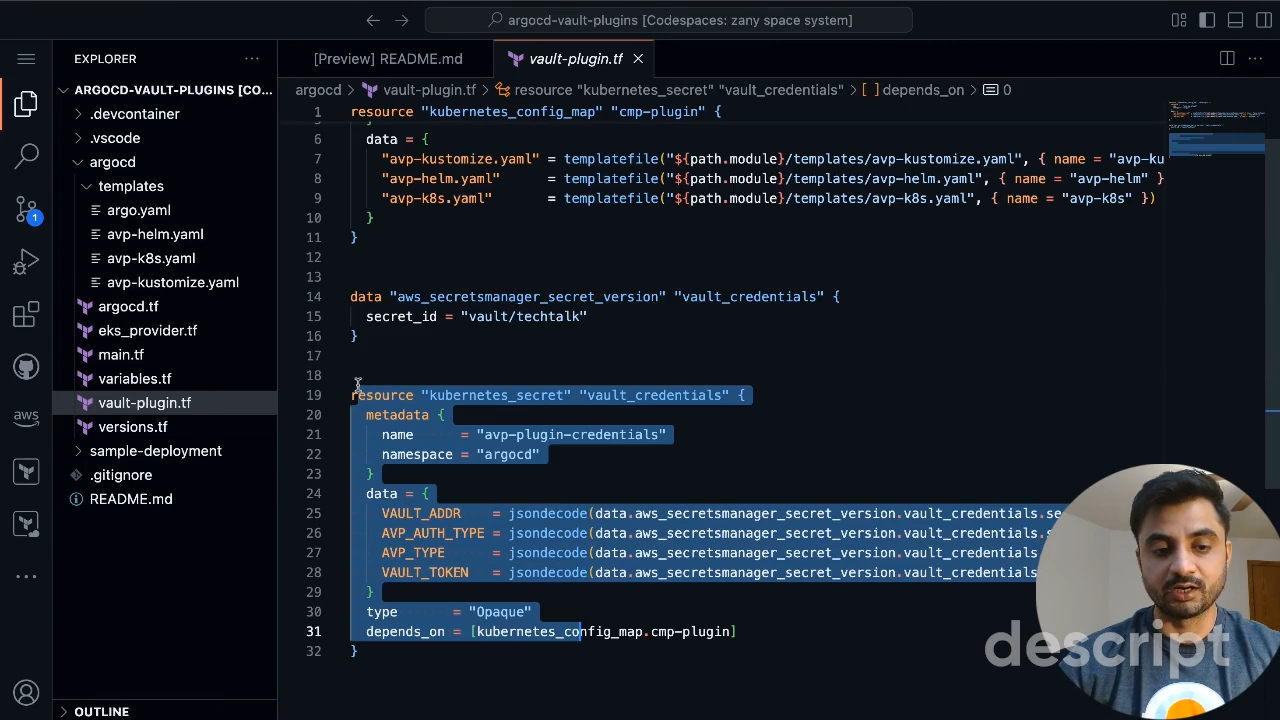 argocd-vault-plugins [Codespaces: zany space system]
EXPLORER
[Preview] README.md
vault-plugin.tf
ARGOCD-VAULT-PLUGINS [CO...
.devcontainer
.vscode
argocd
templates
argo.yaml
avp-helm.yaml
avp-k8s.yaml
avp-kustomize.yaml
argocd.tf
eks_provider.tf
main.tf
variables.tf
vault-plugin.tf
versions.tf
sample-deployment
.gitignore
README.md
OUTLINE
1
aws
argocd > vault-plugin.tf > resource "kubernetes_secret" "vault_credentials" > [ ] depends_on > 0
1 resource "kubernetes_config_map" "cmp-plugin" {
6 data = {
7 "avp-kustomize.yaml" = templatefile("${path.module}/templates/avp-kustomize.yaml", { name = "avp-ku
8 "avp-helm.yaml" = templatefile("${path.module}/templates/avp-helm.yaml", { name = "avp-helm" }
9 "avp-k8s.yaml" = templatefile("${path.module}/templates/avp-k8s.yaml", { name = "avp-k8s" })
10 }
11 }
12
13
14 data "aws_secretsmanager_secret_version" "vault_credentials" {
15 secret_id = "vault/techtalk"
16 }
17
18
19 resource "kubernetes_secret" "vault_credentials" {
20 metadata {
21 name = "avp-plugin-credentials"
22 namespace = "argocd"
23 }
24 data = {
25 VAULT_ADDR = jsondecode(data.aws_secretsmanager_secret_version.vault_credentials.se
26 AVP_AUTH_TYPE = jsondecode(data.aws_secretsmanager_secret_version.vault_credentials.s
27 AVP_TYPE = jsondecode(data.aws_secretsmanager_secret_version.vault_credentials
28 VAULT_TOKEN = jsondecode(data.aws_secretsmanager_secret_version.vault_credentials
29 }
30 type = "Opaque"
31 depends_on = [kubernetes_config_map.cmp-plugin]
32 }
descript